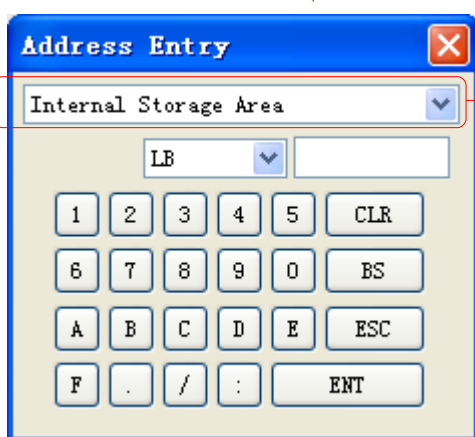 Address Entry
Internal Storage Area
LB
1 2 3 4 5 CLR
6 7 8 9 0 BS
A B C D E ESC
F . / : ENT